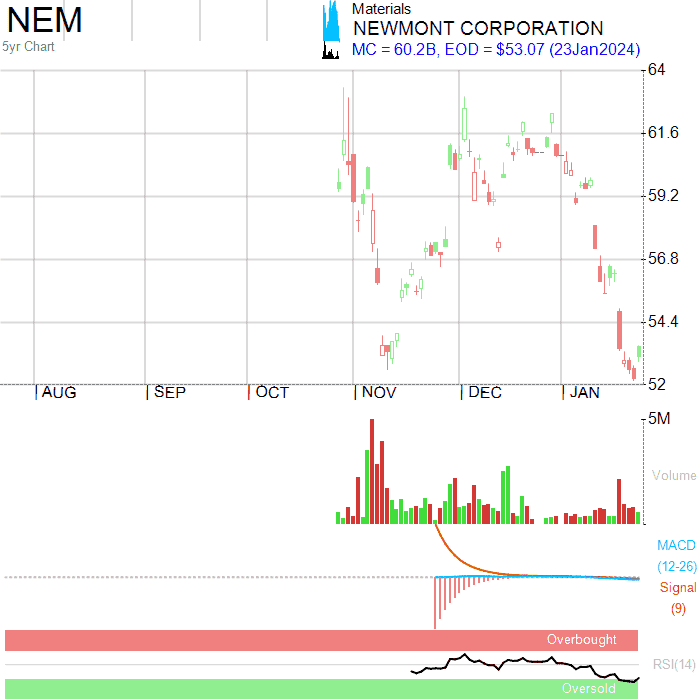 NEM
5yr Chart
Materials
NEWMONT CORPORATION
MC = 60.2B, EOD = $53.07 (23Jan2024)
64
61.6
59.2
56.8
54.4
52
AUG SEP OCT NOV DEC JAN
5M
Volume
MACD
(12-26)
Signal
(9)
Overbought
RSI(14)
Oversold